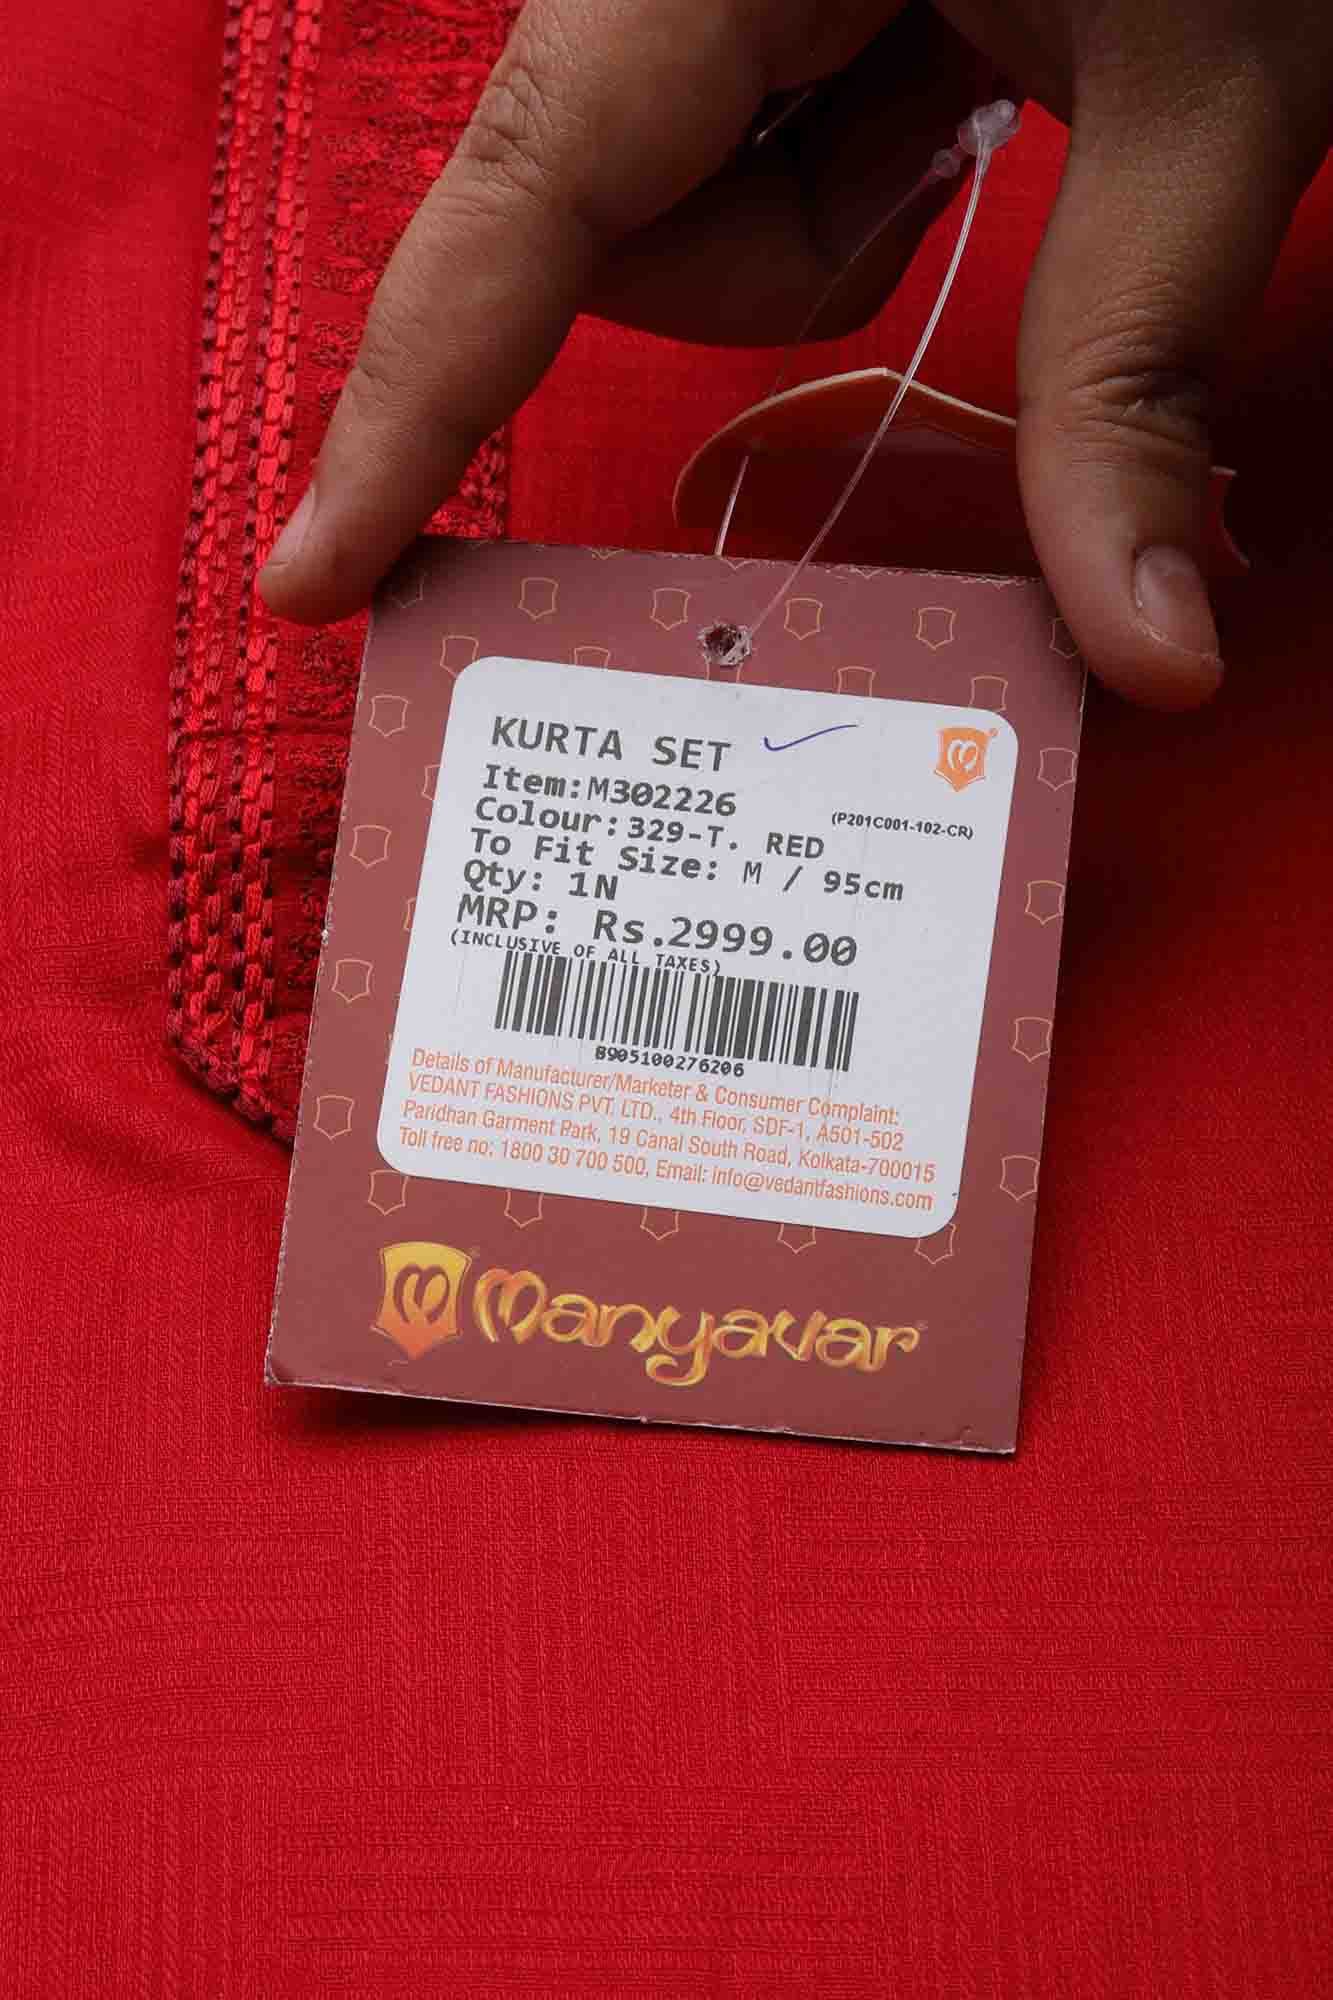 KURTA SET
Item:M302226
(P201C001-102-CR)
Colour:329-T. RED
To Fit Size: M / 95cm
Qty: 1N
MRP: Rs.2999.00
(INCLUSIVE OF ALL TAXES)
B905100276206
Details of Manufacturer/Marketer & Consumer Complaint:
VEDANT FASHIONS PVT. LTD., 4th Floor, SDF-1, A501-502
Paridhan Garment Park, 19 Canal South Road, Kolkata-700015
Toll free no: 1800 30 700 500, Email: info@vedantfashions.com
Manyavar